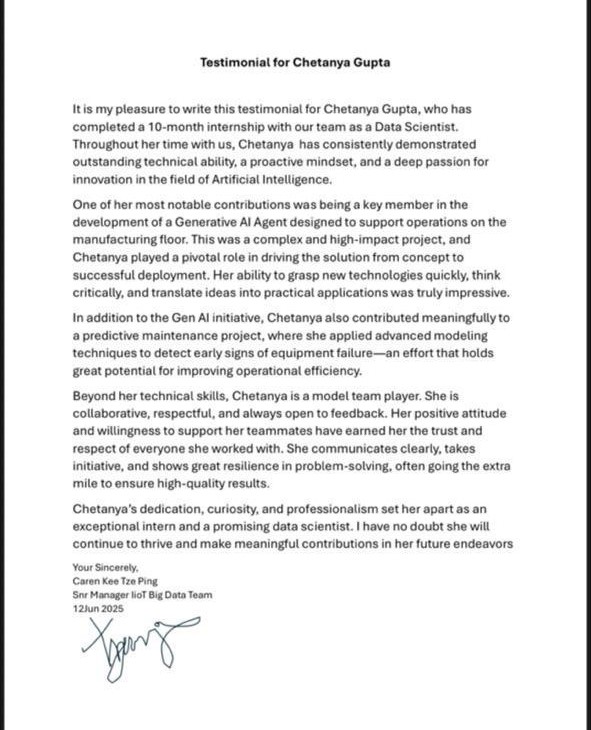 Testimonial for Chetanya Gupta
It is my pleasure to write this testimonial for Chetanya Gupta, who has
completed a 10-month internship with our team as a Data Scientist.
Throughout her time with us, Chetanya has consistently demonstrated
outstanding technical ability, a proactive mindset, and a deep passion for
innovation in the field of Artificial Intelligence.
One of her most notable contributions was being a key member in the
development of a Generative AI Agent designed to support operations on the
manufacturing floor. This was a complex and high-impact project, and
Chetanya played a pivotal role in driving the solution from concept to
successful deployment. Her ability to grasp new technologies quickly, think
critically, and translate ideas into practical applications was truly impressive.
In addition to the Gen AI initiative, Chetanya also contributed meaningfully to
a predictive maintenance project, where she applied advanced modeling
techniques to detect early signs of equipment failure—an effort that holds
great potential for improving operational efficiency.
Beyond her technical skills, Chetanya is a model team player. She is
collaborative, respectful, and always open to feedback. Her positive attitude
and willingness to support her teammates have earned her the trust and
respect of everyone she worked with. She communicates clearly, takes
initiative, and shows great resilience in problem-solving, often going the extra
mile to ensure high-quality results.
Chetanya's dedication, curiosity, and professionalism set her apart as an
exceptional intern and a promising data scientist. I have no doubt she will
continue to thrive and make meaningful contributions in her future endeavors
Your Sincerely,
Caren Kee Tze Ping
Snr Manager IioT Big Data Team
12Jun 2025